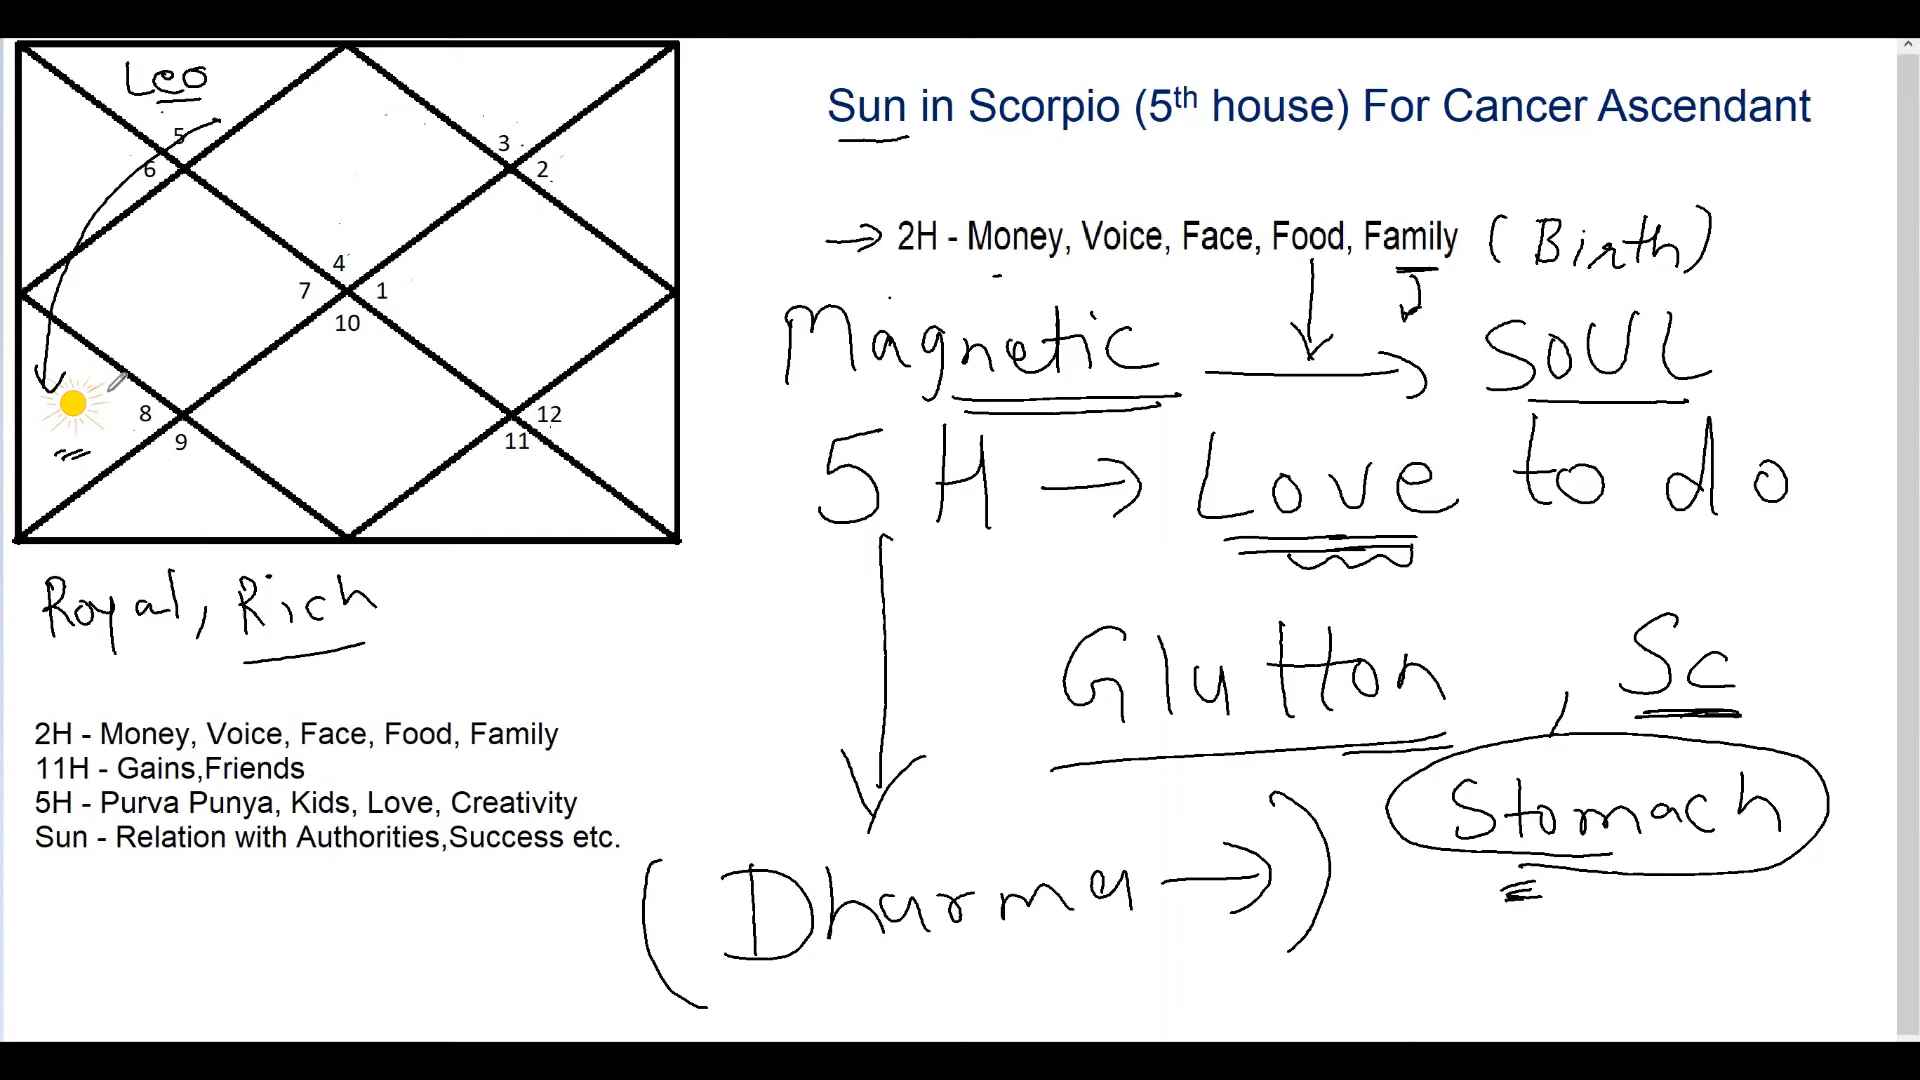 Leo
5
6
3
2
4
7
1
10
8
9
12
11
Royal, Rich
2H - Money, Voice, Face, Food, Family
11H - Gains,Friends
5H - Purva Punya, Kids, Love, Creativity
Sun - Relation with Authorities,Success etc.
Sun in Scorpio (5th house) For Cancer Ascendant
→ 2H - Money, Voice, Face, Food, Family (Birth)
Magnetic → SOUL
5H → Love to do
Glutton, Sc
Stomach
(Dharma →)